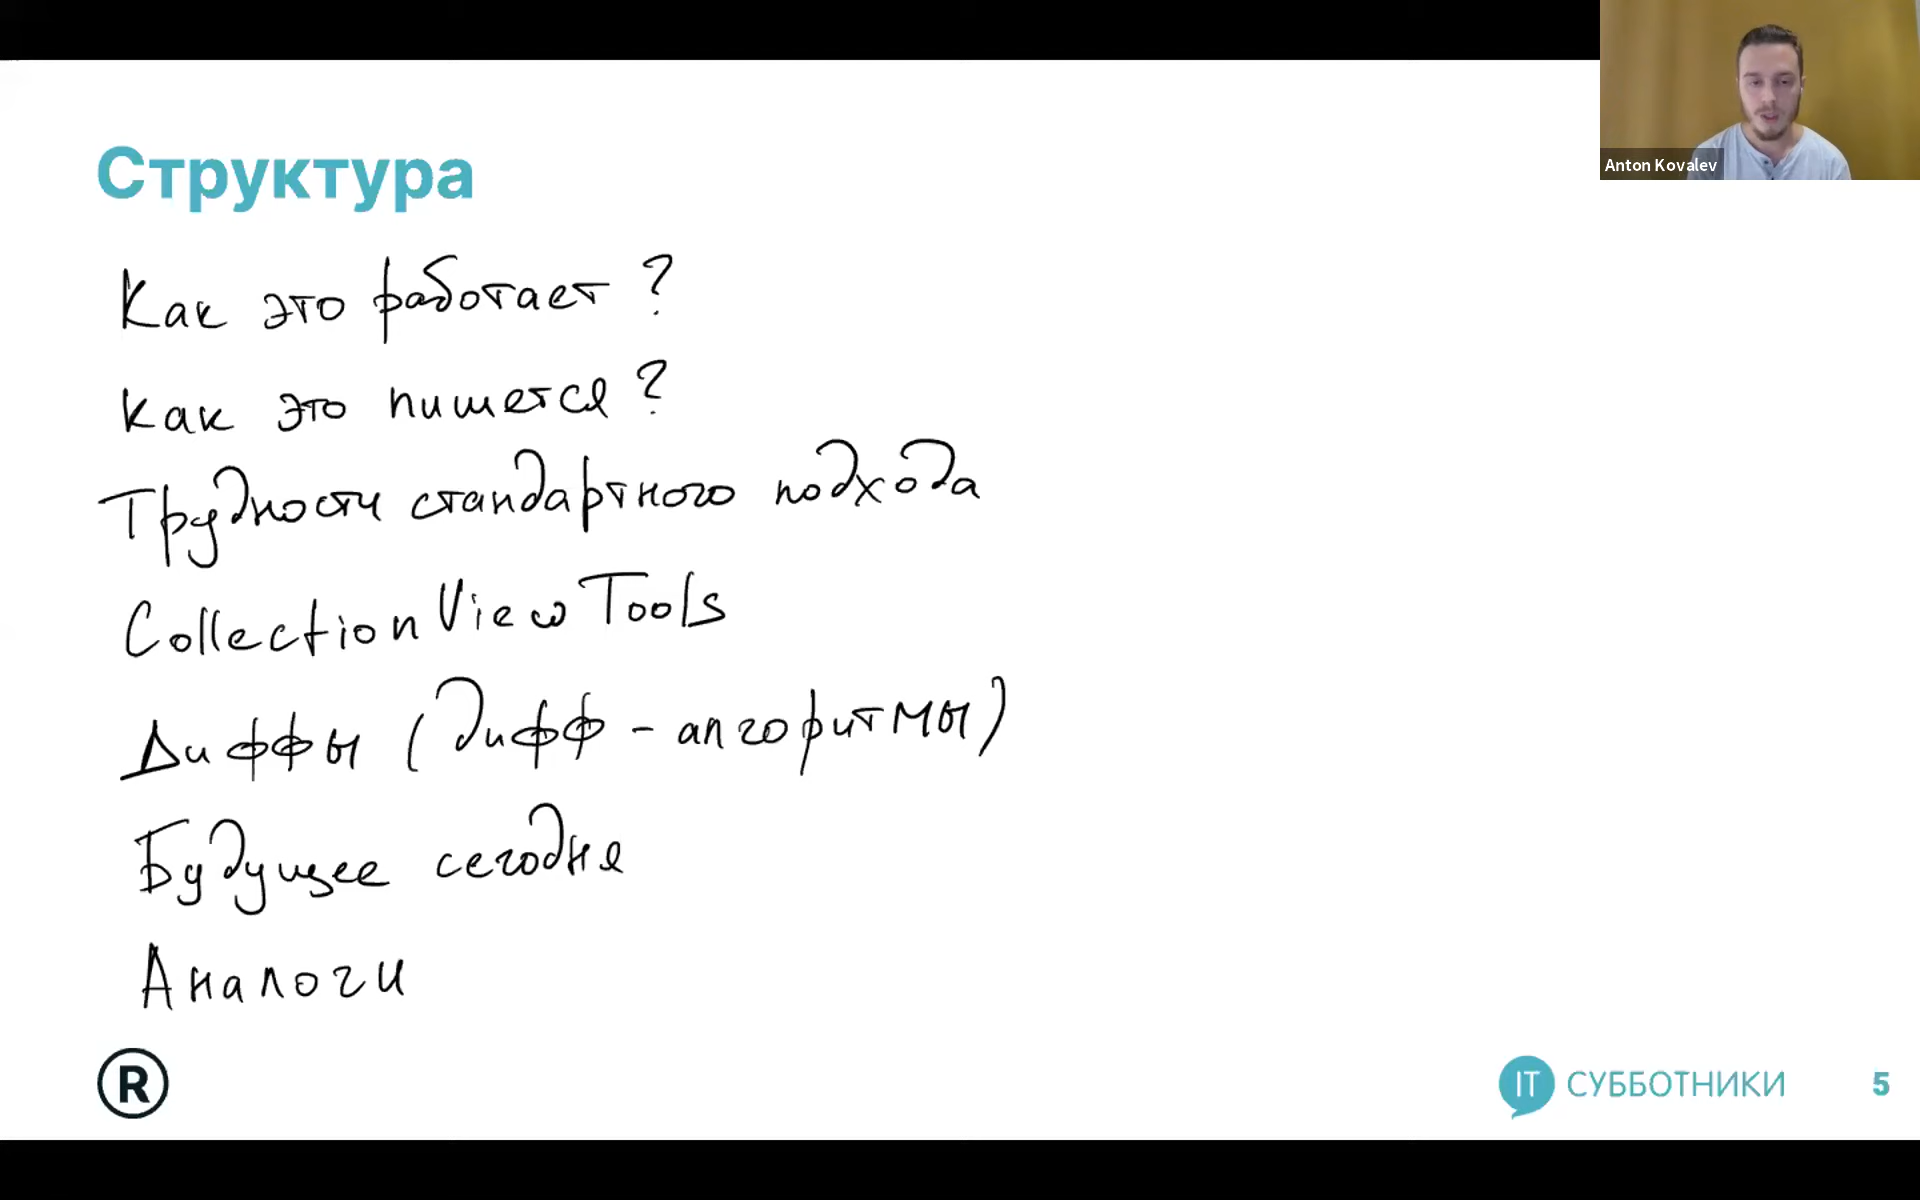 Anton Kovalev
Структура
Как это работает?
Как это пишется?
Трудности стандартного подхода
CollectionViewTools
Диффы (дифф-алгоритмы)
Будущее сегодня
Аналоги
R
IT СУББОТНИКИ
5